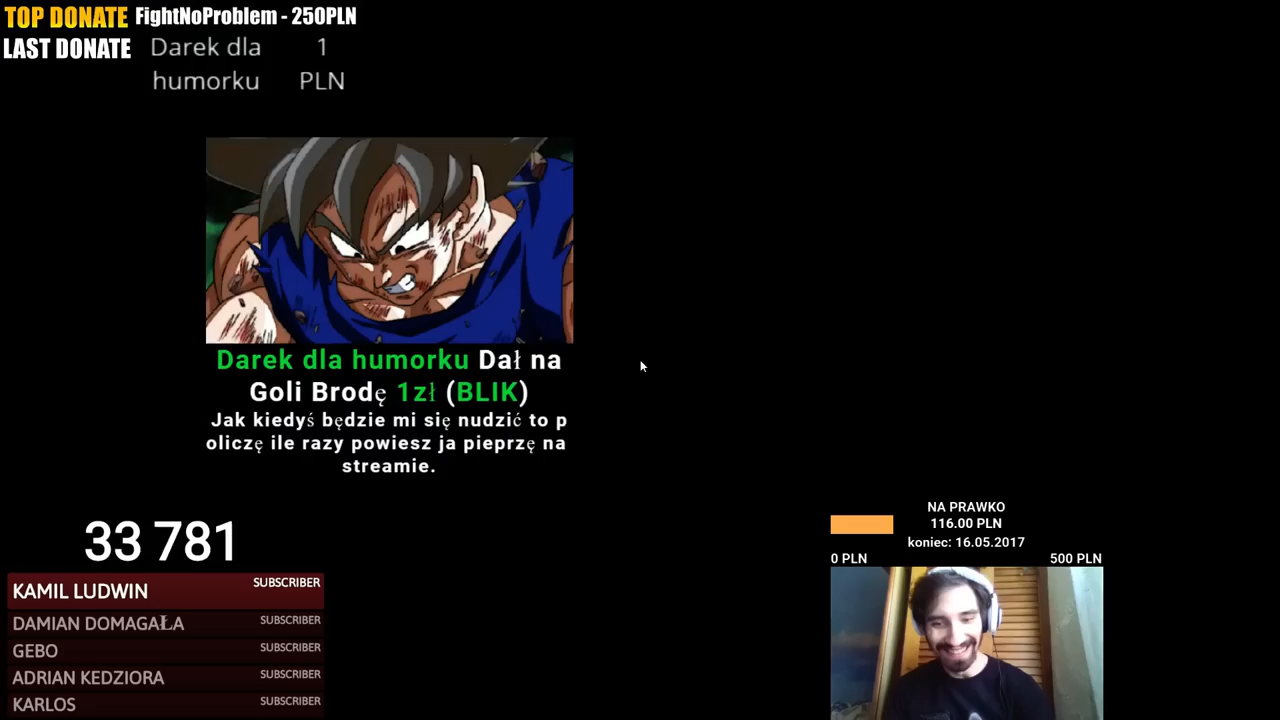 TOP DONATE FightNoProblem - 250PLN
LAST DONATE Darek dla 1
humorku PLN
Darek dla humorku Dał na
Goli Brodę 1zł (BLIK)
Jak kiedyś będzie mi się nudzić to p
oliczę ile razy powiesz ja pieprzę na
streamie.
33 781
KAMIL LUDWIN SUBSCRIBER
DAMIAN DOMAGAŁA SUBSCRIBER
GEBO SUBSCRIBER
ADRIAN KEDZIORA SUBSCRIBER
KARLOS SUBSCRIBER
NA PRAWKO
116.00 PLN
koniec: 16.05.2017
0 PLN 500 PLN